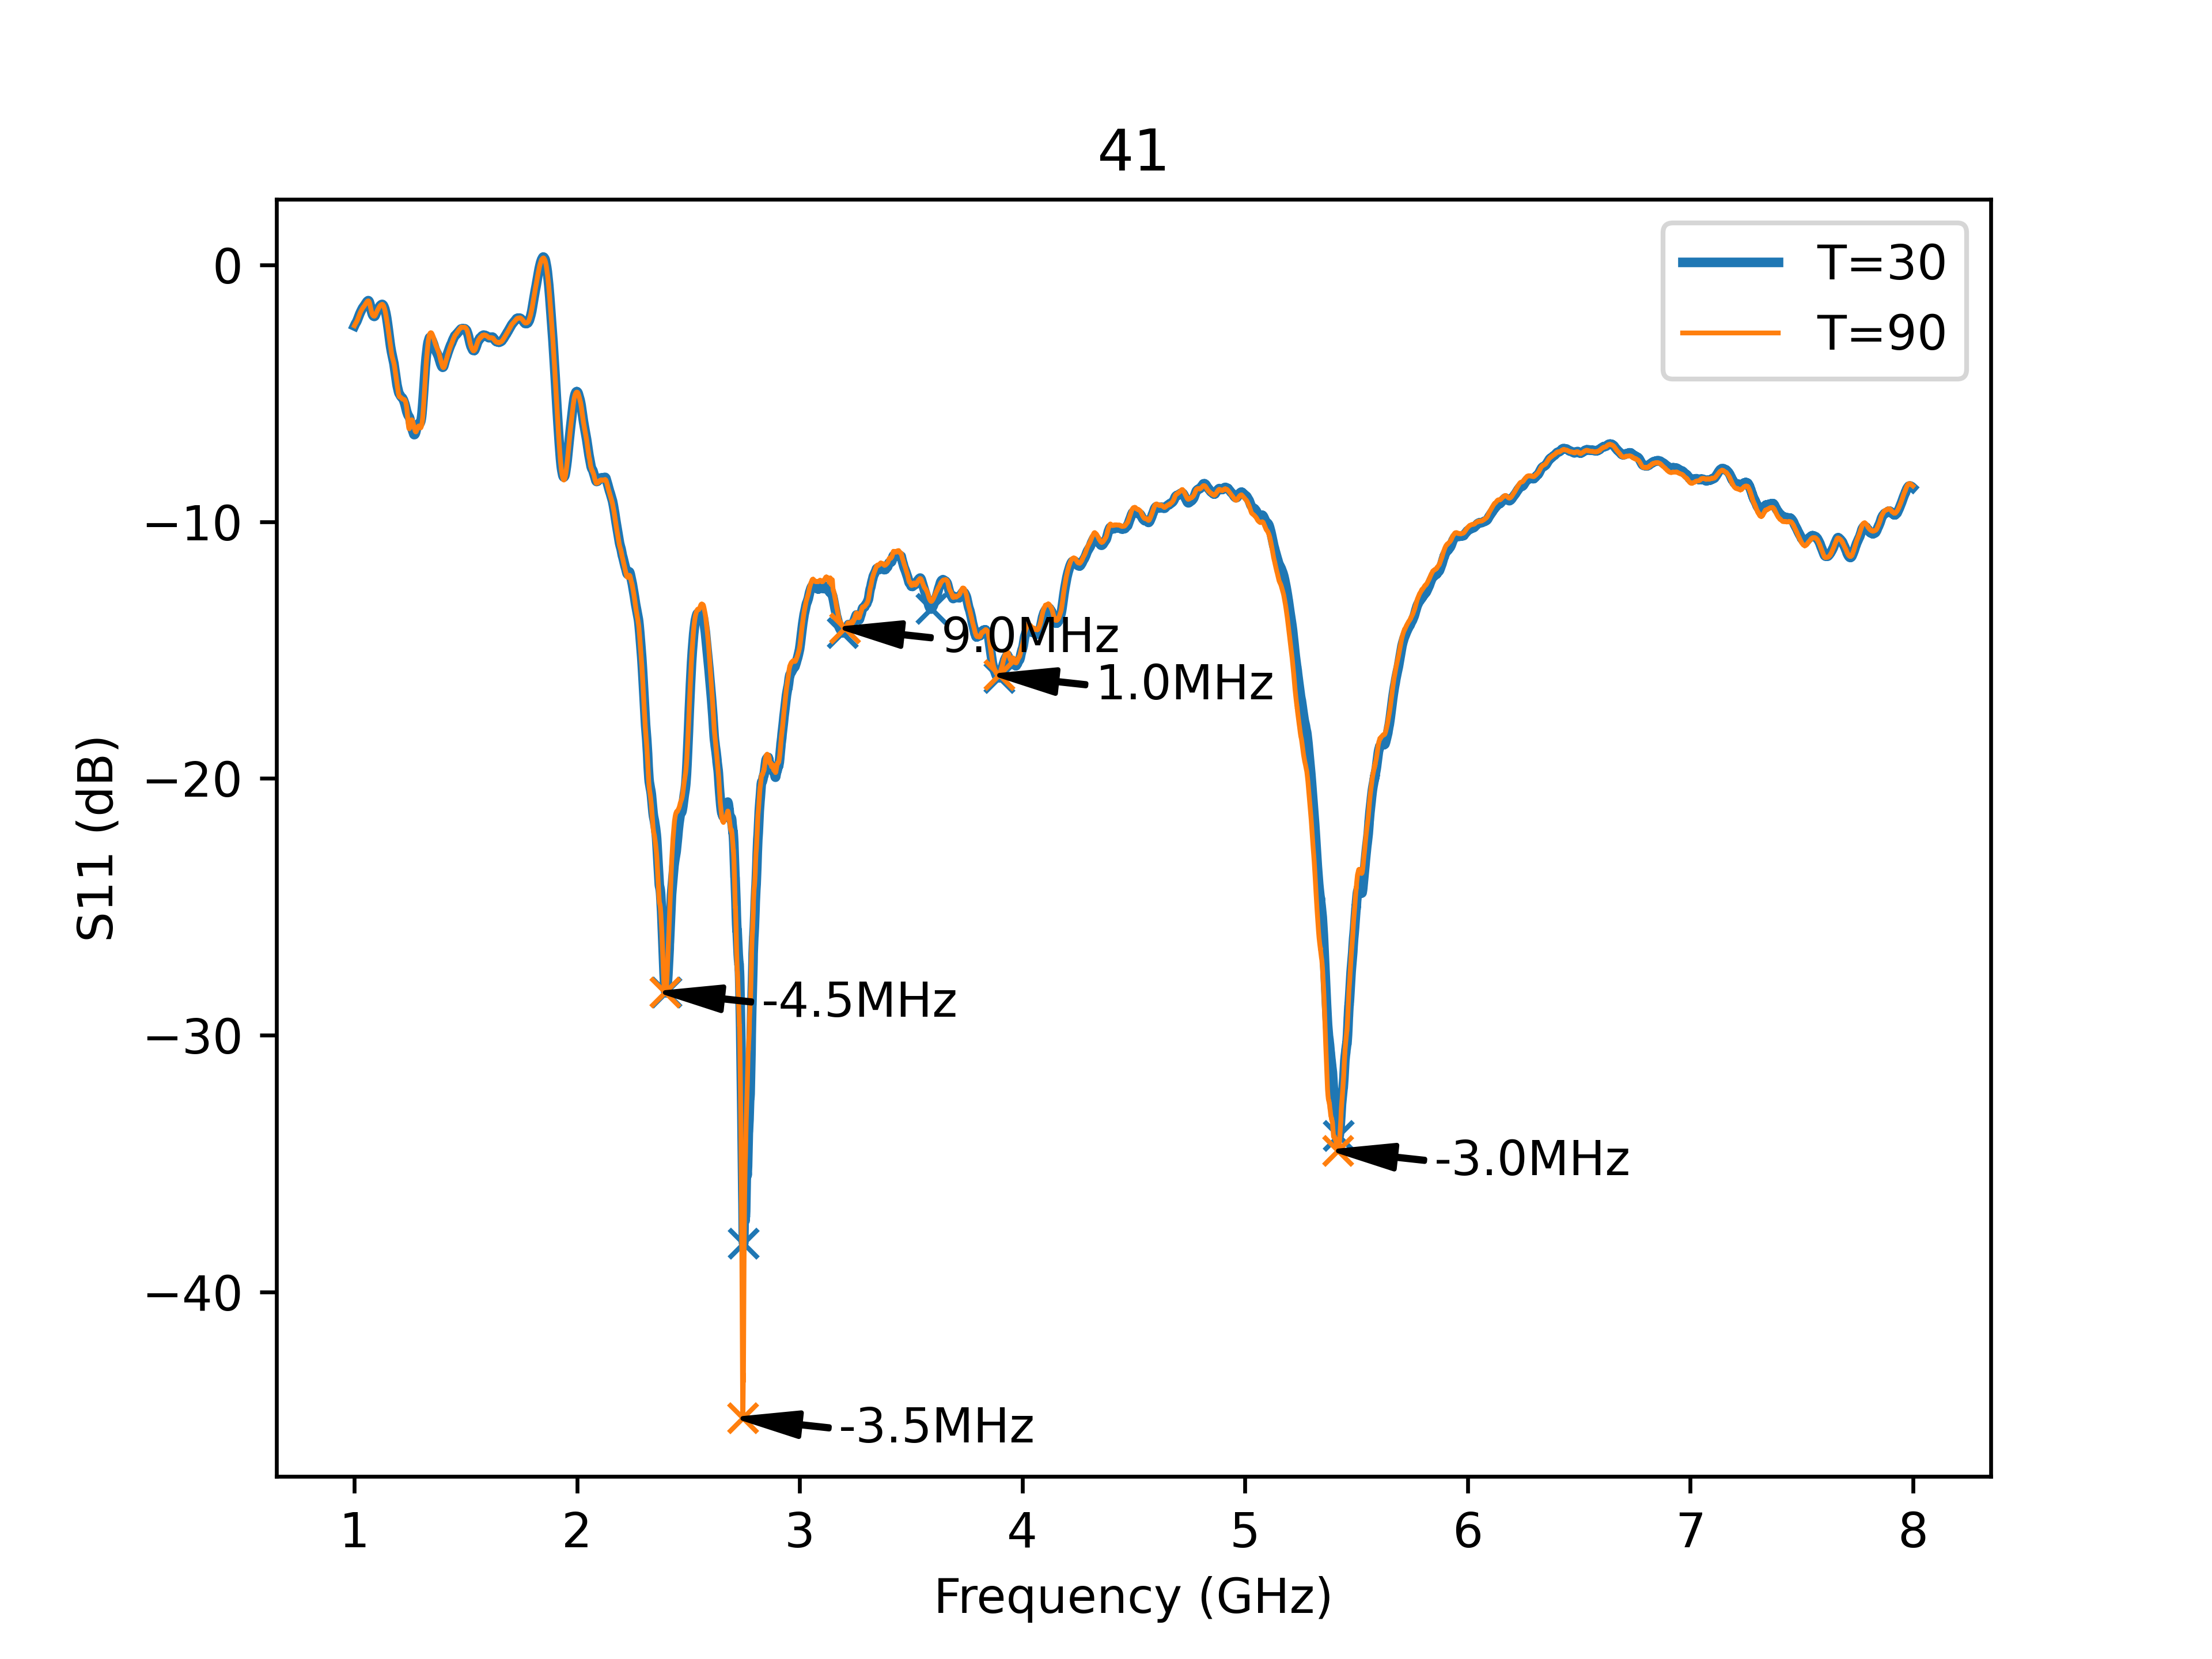 41
T=30
T=90
0
−10
−20
−30
−40
S11 (dB)
9.0MHz
1.0MHz
-4.5MHz
-3.0MHz
-3.5MHz
1 2 3 4 5 6 7 8
Frequency (GHz)